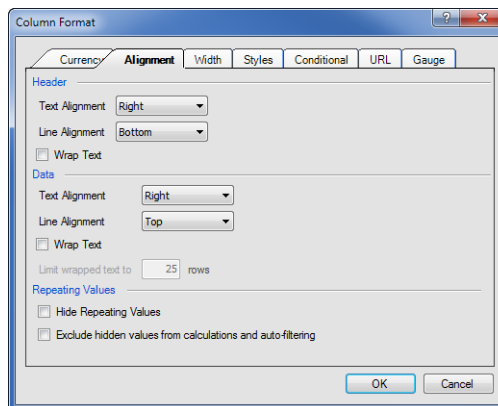 Column Format
Currency Alignment Width Styles Conditional URL Gauge
Header
Text Alignment Right
Line Alignment Bottom
Wrap Text
Data
Text Alignment Right
Line Alignment Top
Wrap Text
Limit wrapped text to 25 rows
Repeating Values
Hide Repeating Values
Exclude hidden values from calculations and auto-filtering
OK Cancel